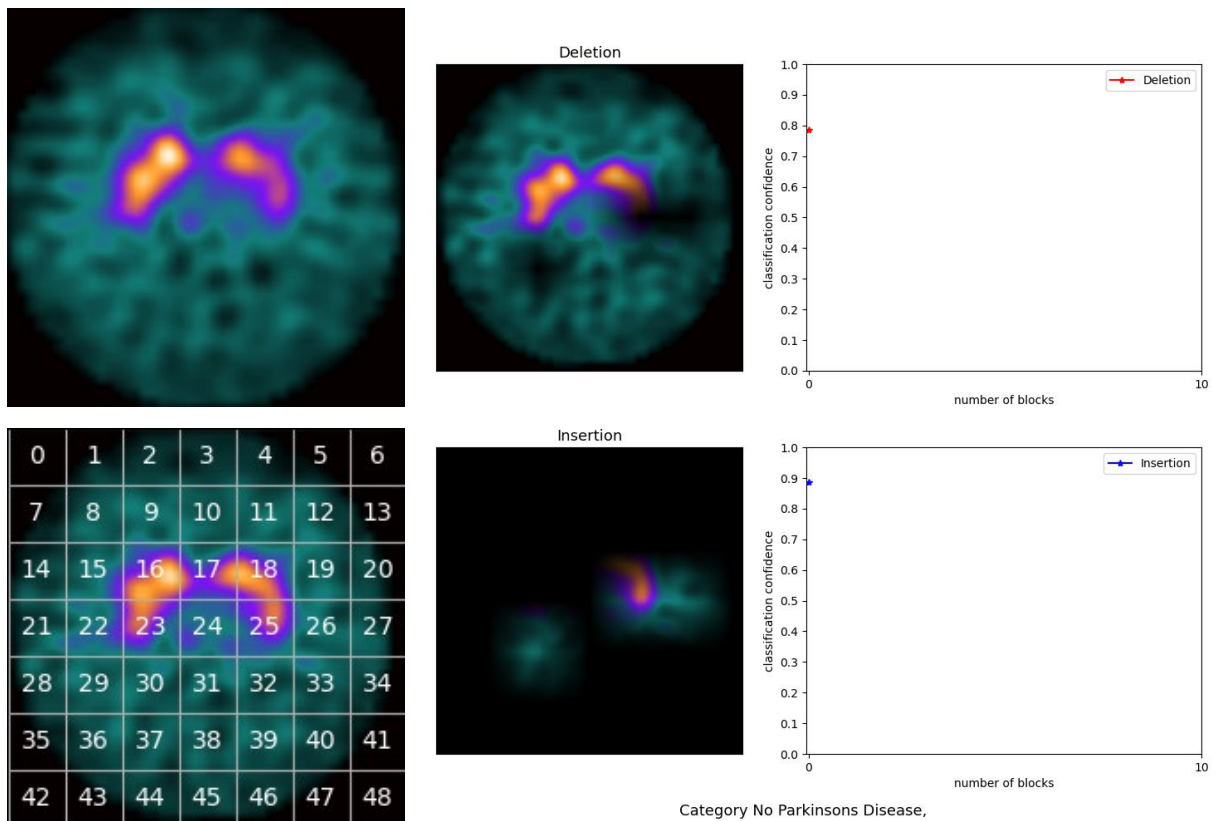 Deletion
1.0
0.9
0.8
0.7
0.6
0.5
0.4
0.3
0.2
0.1
0.0
classification confidence
Deletion
0 10
number of blocks
0 1 2 3 4 5 6
7 8 9 10 11 12 13
14 15 16 17 18 19 20
21 22 23 24 25 26 27
28 29 30 31 32 33 34
35 36 37 38 39 40 41
42 43 44 45 46 47 48
Insertion
1.0
0.9
0.8
0.7
0.6
0.5
0.4
0.3
0.2
0.1
0.0
classification confidence
Insertion
0 10
number of blocks
Category No Parkinsons Disease,